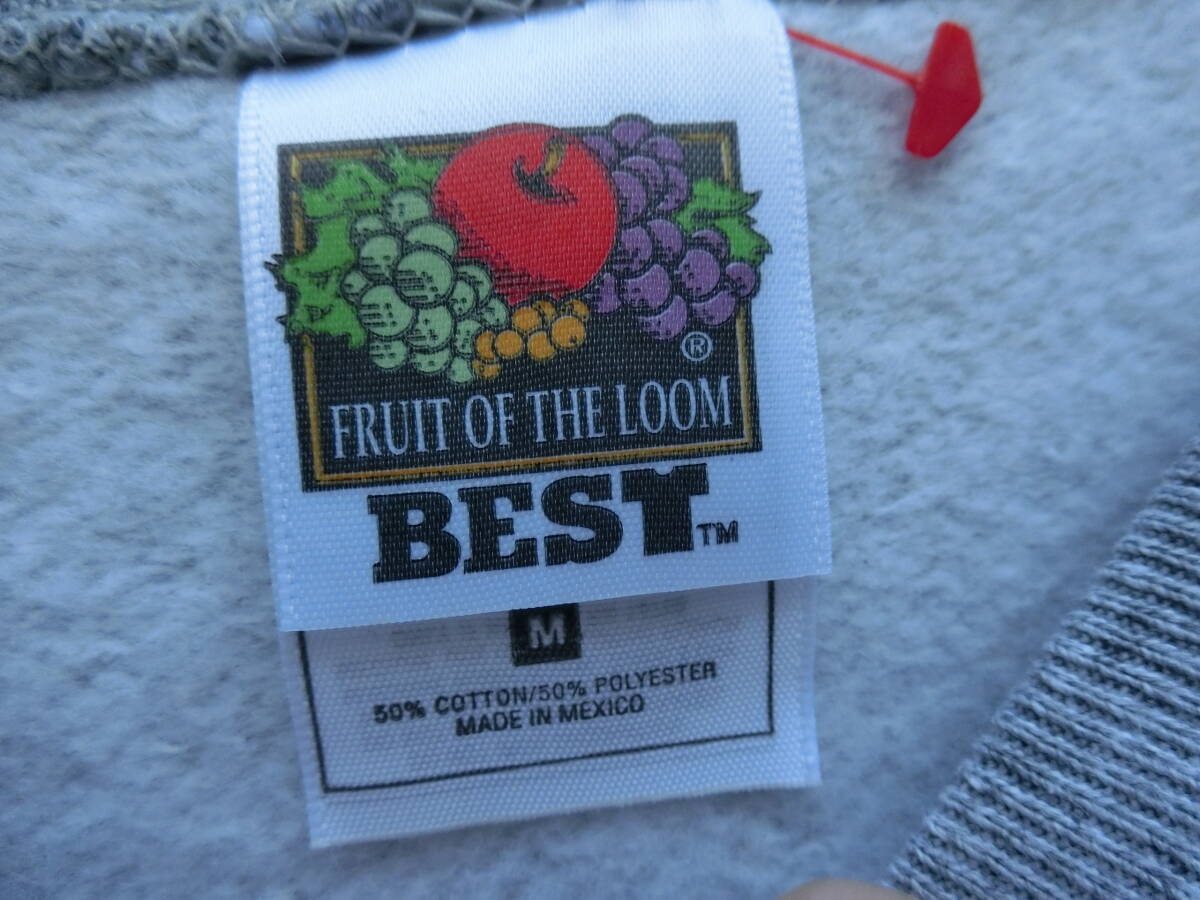 ®
FRUIT OF THE LOOM
BEST™
M
50% COTTON/50% POLYESTER
MADE IN MEXICO